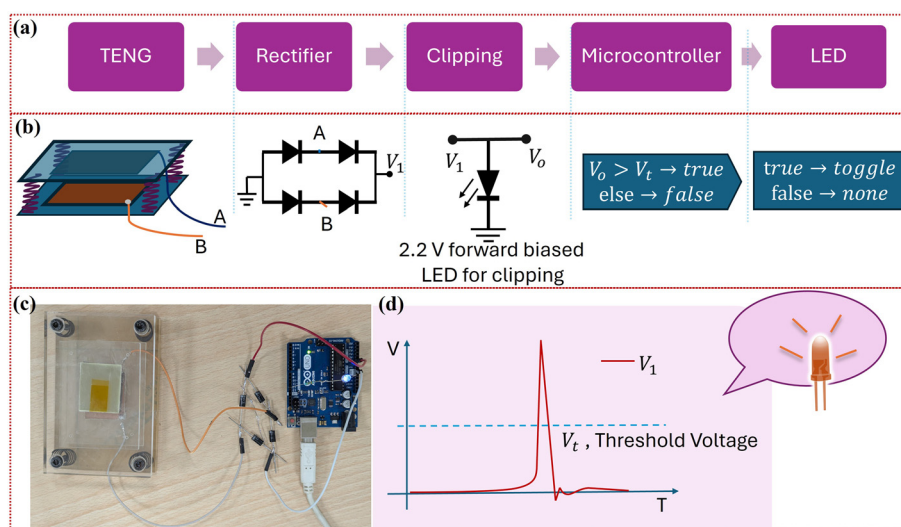 (a)
TENG
Rectifier
Clipping
Microcontroller
LED
(b)
A
B
A
B
V₁
V₁
Vₒ
2.2 V forward biased
LED for clipping
Vₒ > Vₜ → true
else → false
true → toggle
false → none
(c)
(d)
V
V₁
Vₜ , Threshold Voltage
T